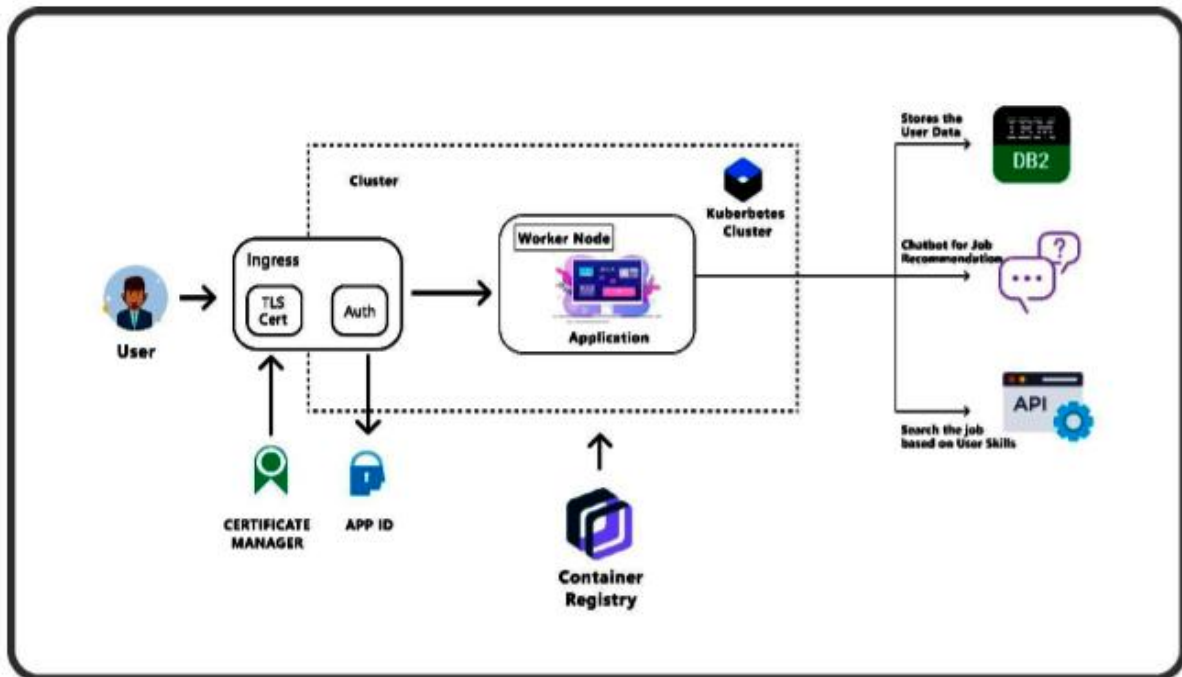 Stores the
User Data
IBM
DB2
Cluster
Kuberbetes
Cluster
Worker Node
Chatbot for Job
Recommendation
?
Ingress
TLS
Cert
Auth
Application
User
API
Search the job
based on User Skills
CERTIFICATE
MANAGER
APP ID
Container
Registry